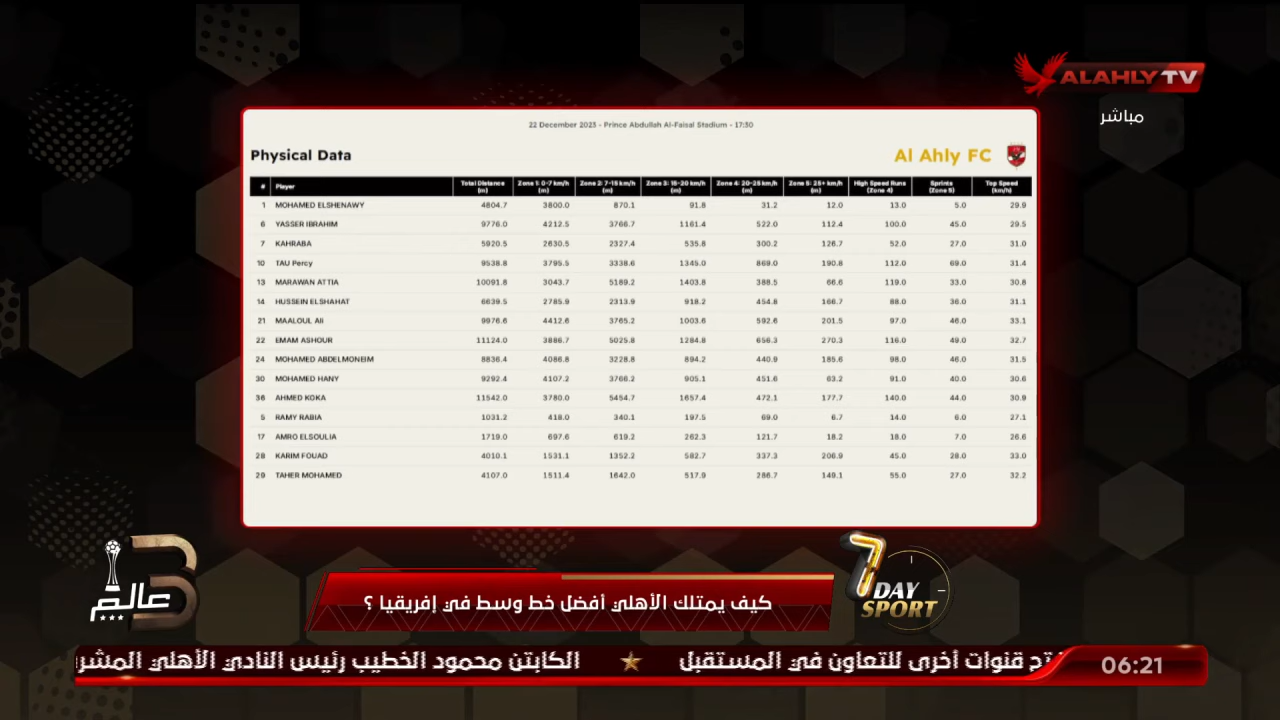 ALAHLY TV
مباشر
22 December 2023 - Prince Abdullah Al-Faisal Stadium - 17:30
Physical Data
Al Ahly FC
# Player Total Distance (m) Zone 1: 0-7 km/h (m) Zone 2: 7-15 km/h (m) Zone 3: 15-20 km/h (m) Zone 4: 20-25 km/h (m) Zone 5: 25+ km/h (m) High Speed Runs (Zone 4) Sprints (Zone 5) Top Speed (km/h)
1 MOHAMED ELSHENAWY 4804.7 3800.0 870.1 91.8 31.2 12.0 13.0 5.0 29.9
6 YASSER IBRAHIM 9776.0 4212.5 3766.7 1161.4 522.0 112.4 100.0 45.0 29.5
7 KAHRABA 5920.5 2630.5 2327.4 535.8 300.2 126.7 52.0 27.0 31.0
10 TAU Percy 9538.8 3795.5 3338.6 1345.0 869.0 190.8 112.0 69.0 31.4
13 MARAWAN ATTIA 10091.8 3043.7 5189.2 1403.8 388.5 66.6 119.0 33.0 30.8
14 HUSSEIN ELSHAHAT 6639.5 2785.9 2313.9 918.2 454.8 166.7 88.0 36.0 31.1
21 MAALOUL Ali 9976.6 4412.6 3765.2 1003.6 592.6 201.5 97.0 46.0 33.1
22 EMAM ASHOUR 11124.0 3886.7 5025.8 1284.8 656.3 270.3 116.0 49.0 32.7
24 MOHAMED ABDELMONEIM 8836.4 4086.8 3228.8 894.2 440.9 185.6 98.0 46.0 31.5
30 MOHAMED HANY 9292.4 4107.2 3766.2 905.1 451.6 63.2 91.0 40.0 30.6
36 AHMED KOKA 11542.0 3780.0 5454.7 1657.4 472.1 177.7 140.0 44.0 30.9
5 RAMY RABIA 1031.2 418.0 340.1 197.5 69.0 6.7 14.0 6.0 27.1
17 AMRO ELSOULIA 1719.0 697.6 619.2 262.3 121.7 18.2 18.0 7.0 26.6
28 KARIM FOUAD 4010.1 1531.1 1352.2 582.7 337.3 206.9 45.0 28.0 33.0
29 TAHER MOHAMED 4107.0 1511.4 1642.0 517.9 286.7 149.1 55.0 27.0 32.2
3 عالم
كيف يمتلك الأهلي أفضل خط وسط في إفريقيا ؟
7 DAY SPORT
قنوات أخرى للتعاون في المستقبل ★ الكابتن محمود الخطيب رئيس النادي الأهلي
06:21